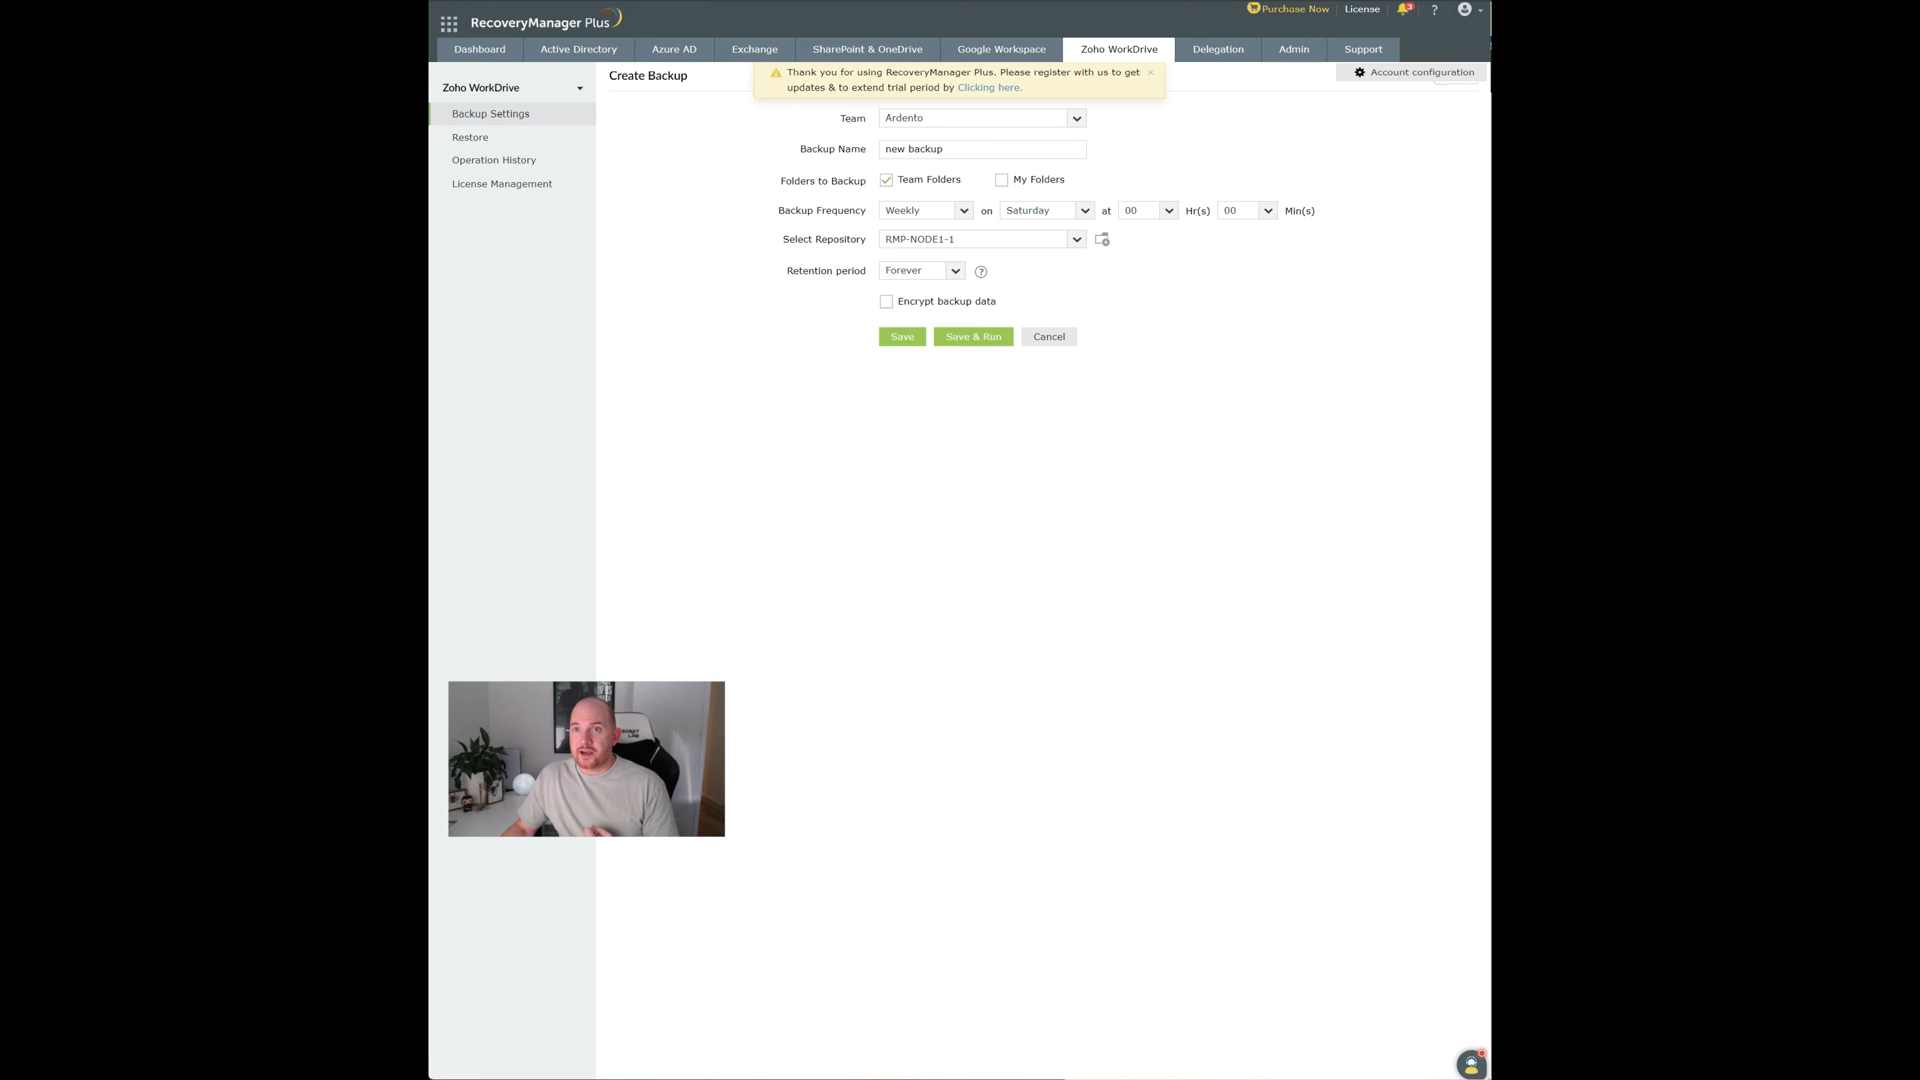 RecoveryManager Plus
Purchase Now License 3 ?
Dashboard Active Directory Azure AD Exchange SharePoint & OneDrive Google Workspace Zoho WorkDrive Delegation Admin Support
Zoho WorkDrive
Backup Settings
Restore
Operation History
License Management
Create Backup
Thank you for using RecoveryManager Plus. Please register with us to get
updates & to extend trial period by Clicking here.
Account configuration
Team Ardento
Backup Name new backup
Folders to Backup Team Folders My Folders
Backup Frequency Weekly on Saturday at 00 Hr(s) 00 Min(s)
Select Repository RMP-NODE1-1
Retention period Forever ?
Encrypt backup data
Save Save & Run Cancel